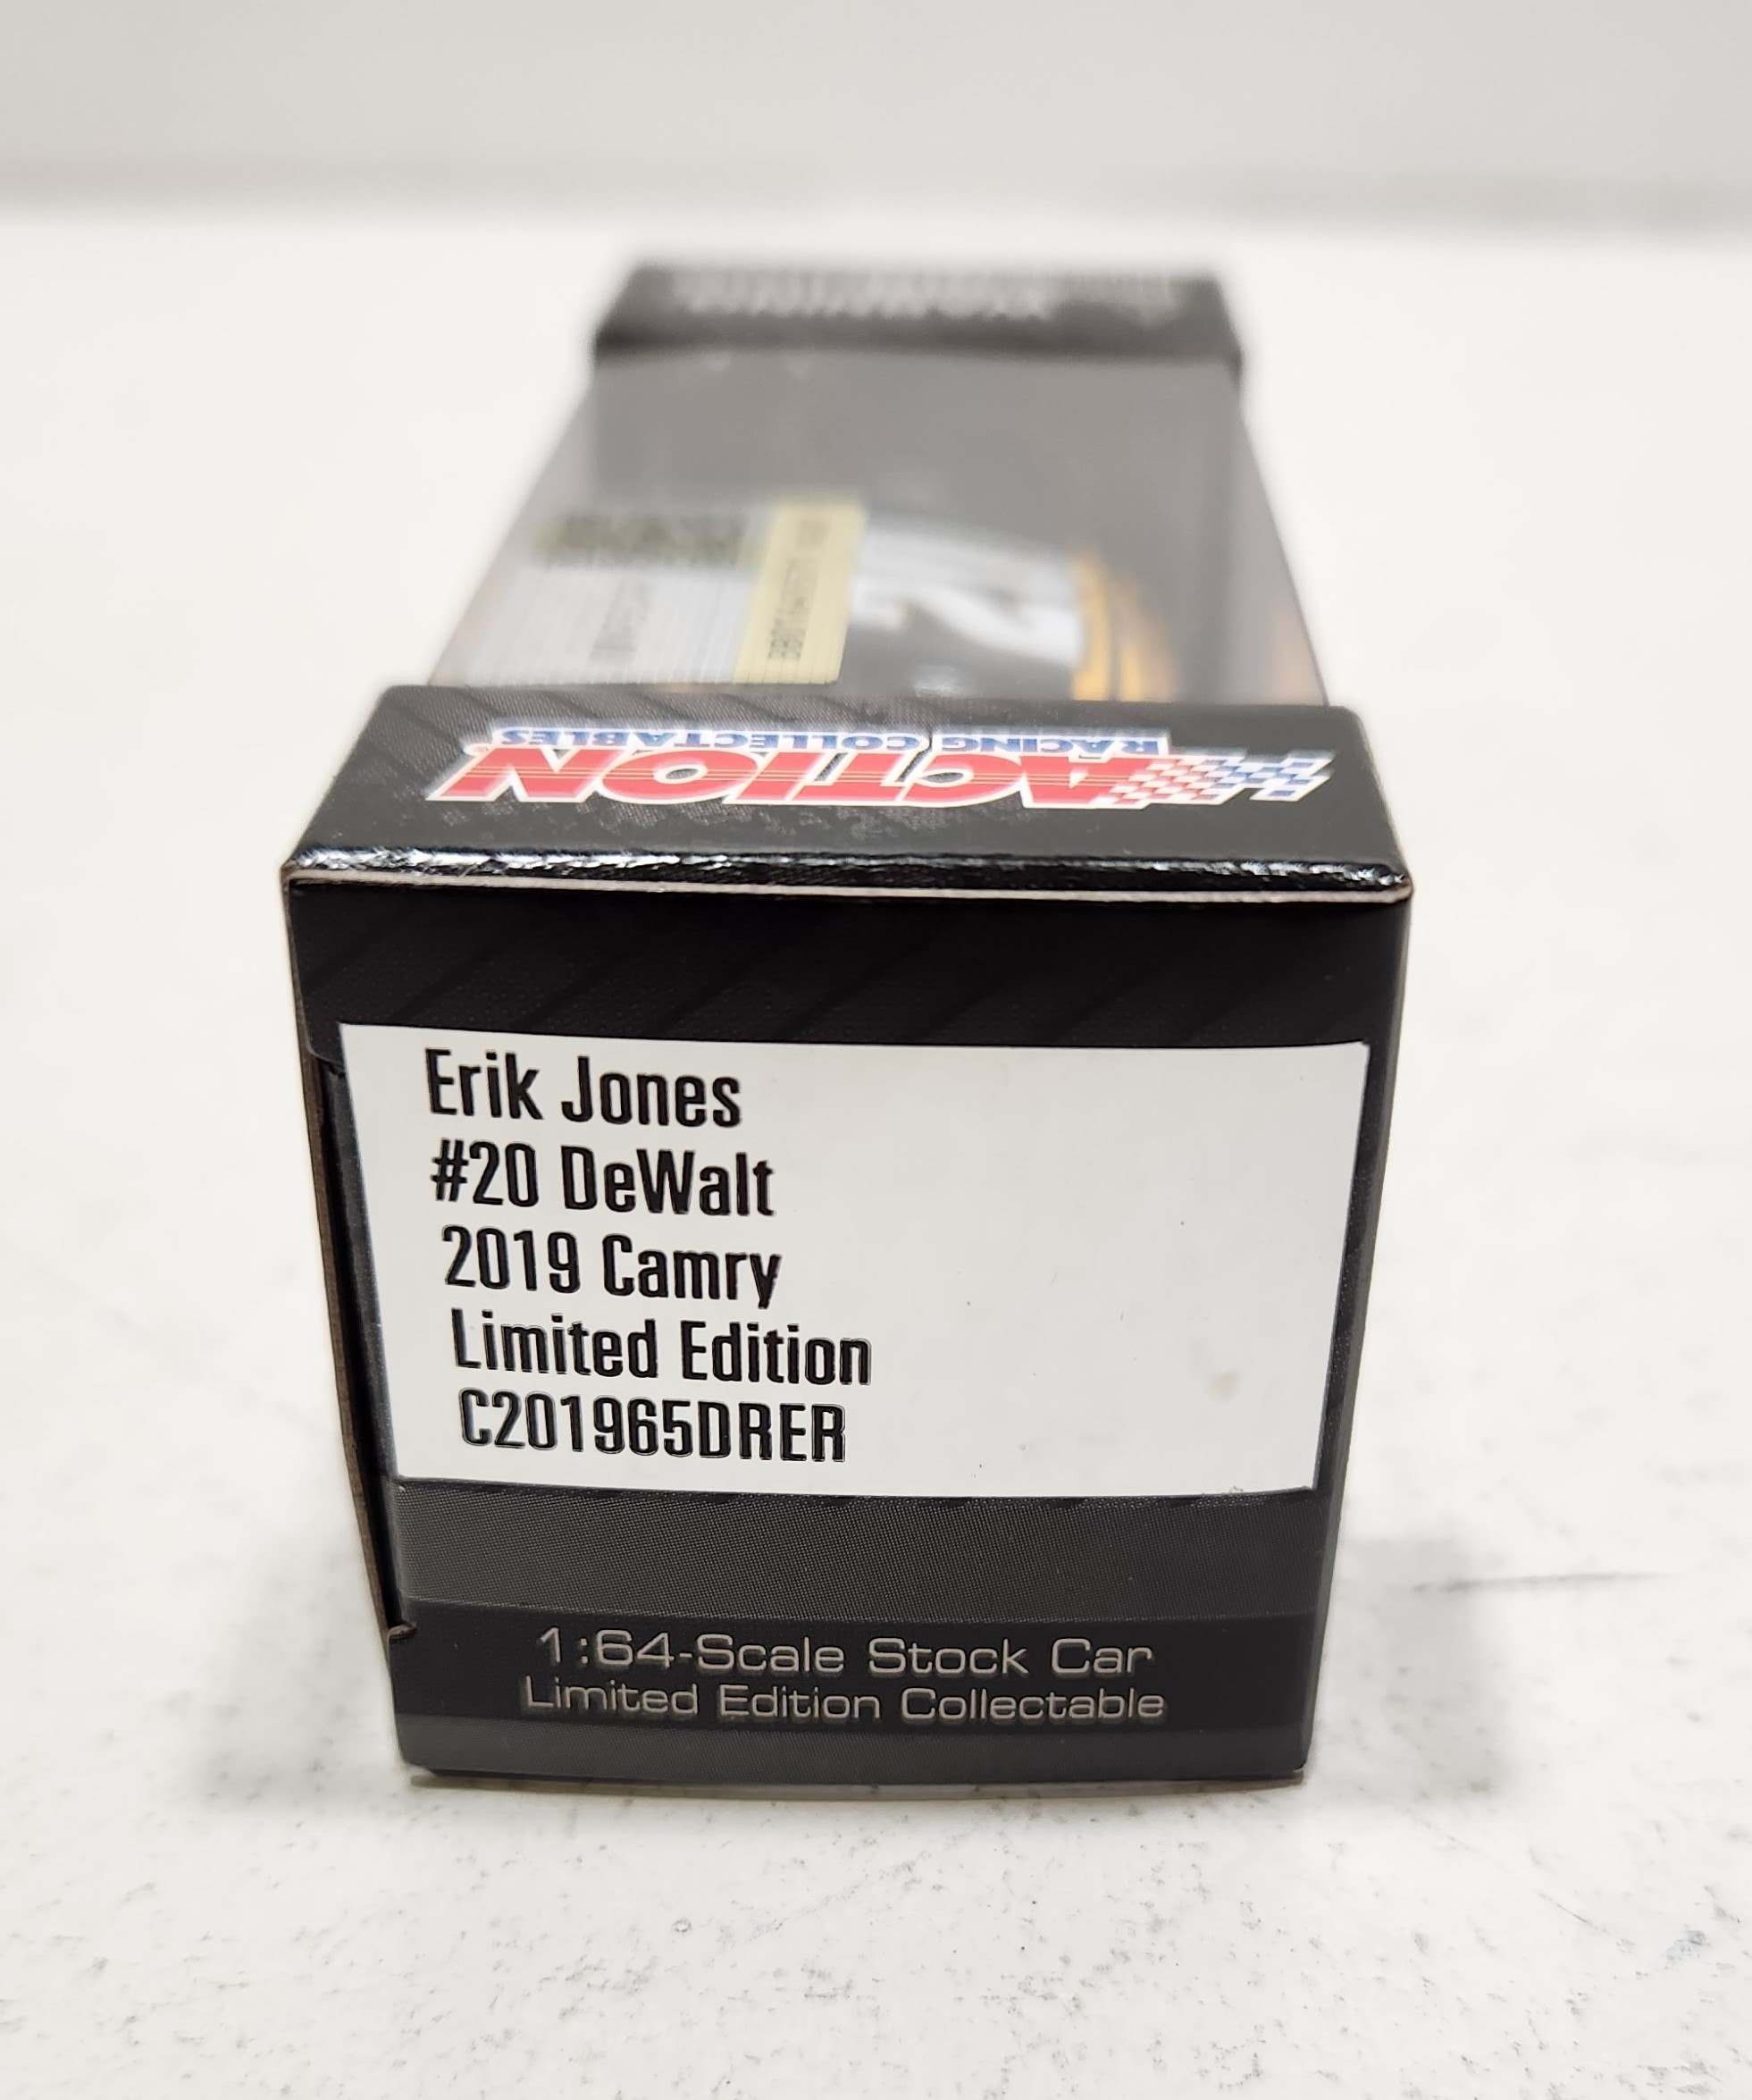 ACTION
RACING COLLECTABLES
Erik Jones
#20 DeWalt
2019 Camry
Limited Edition
C201965DRER
1:64-Scale Stock Car
Limited Edition Collectable